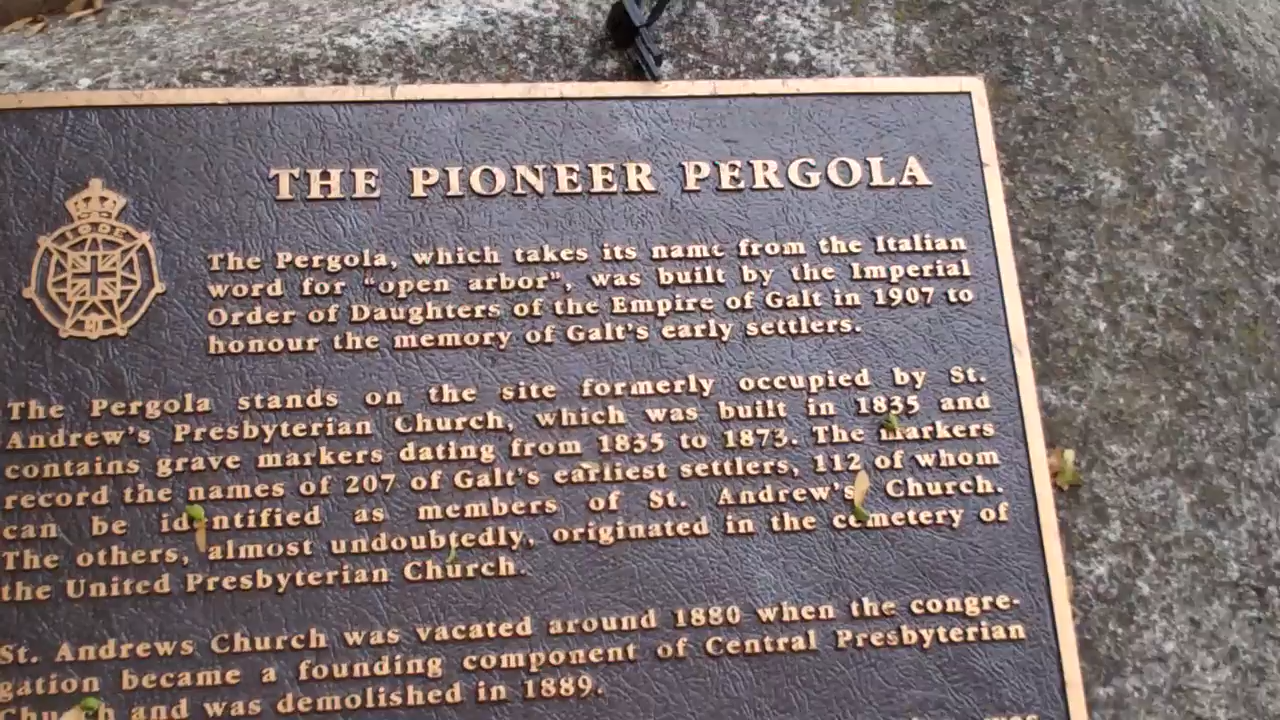 THE PIONEER PERGOLA
IODE
The Pergola, which takes its name from the Italian
word for "open arbor", was built by the Imperial
Order of Daughters of the Empire of Galt in 1907 to
honour the memory of Galt's early settlers.
The Pergola stands on the site formerly occupied by St.
Andrew's Presbyterian Church, which was built in 1835 and
contains grave markers dating from 1835 to 1873. The markers
record the names of 207 of Galt's earliest settlers, 112 of whom
can be identified as members of St. Andrew's Church.
The others, almost undoubtedly, originated in the cemetery of
the United Presbyterian Church.
St. Andrews Church was vacated around 1880 when the congre-
gation became a founding component of Central Presbyterian
Church and was demolished in 1889.
was